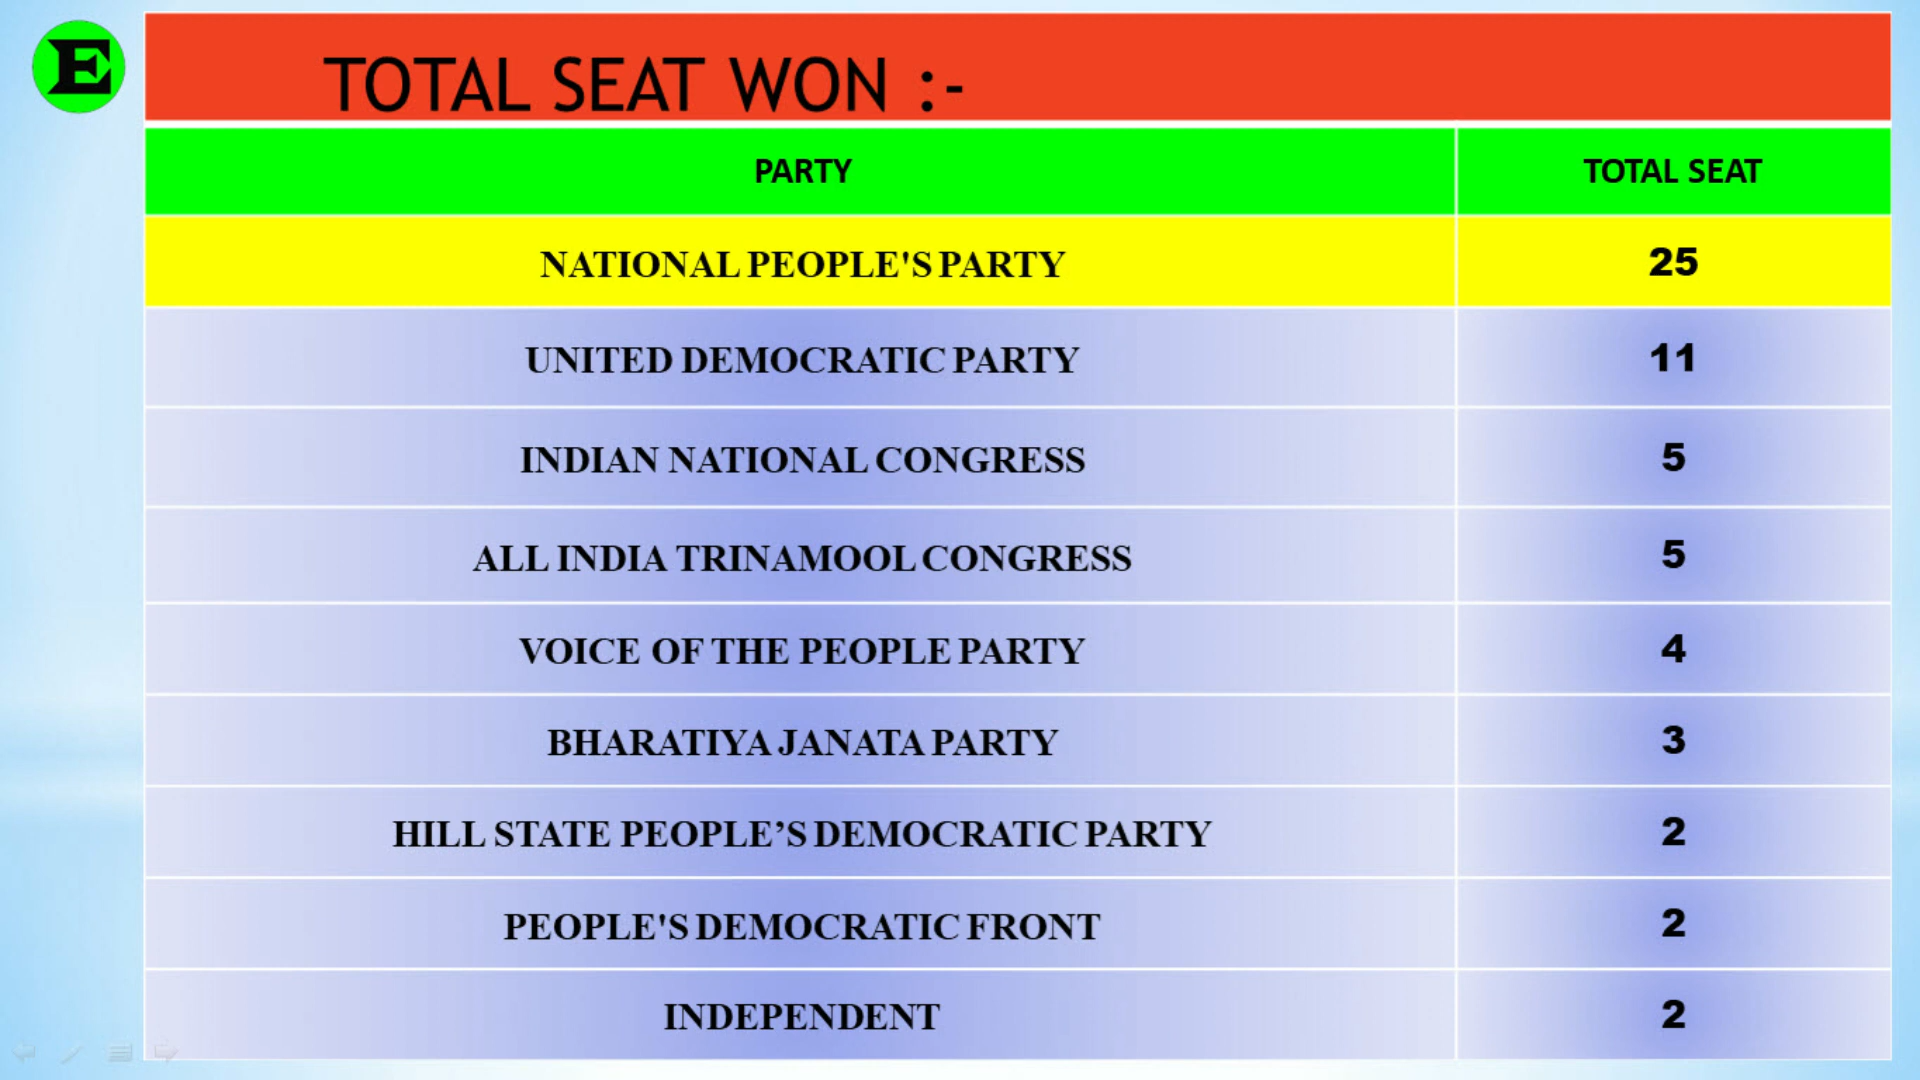 E
TOTAL SEAT WON :-
PARTY TOTAL SEAT
NATIONAL PEOPLE'S PARTY 25
UNITED DEMOCRATIC PARTY 11
INDIAN NATIONAL CONGRESS 5
ALL INDIA TRINAMOOL CONGRESS 5
VOICE OF THE PEOPLE PARTY 4
BHARATIYA JANATA PARTY 3
HILL STATE PEOPLE’S DEMOCRATIC PARTY 2
PEOPLE'S DEMOCRATIC FRONT 2
INDEPENDENT 2